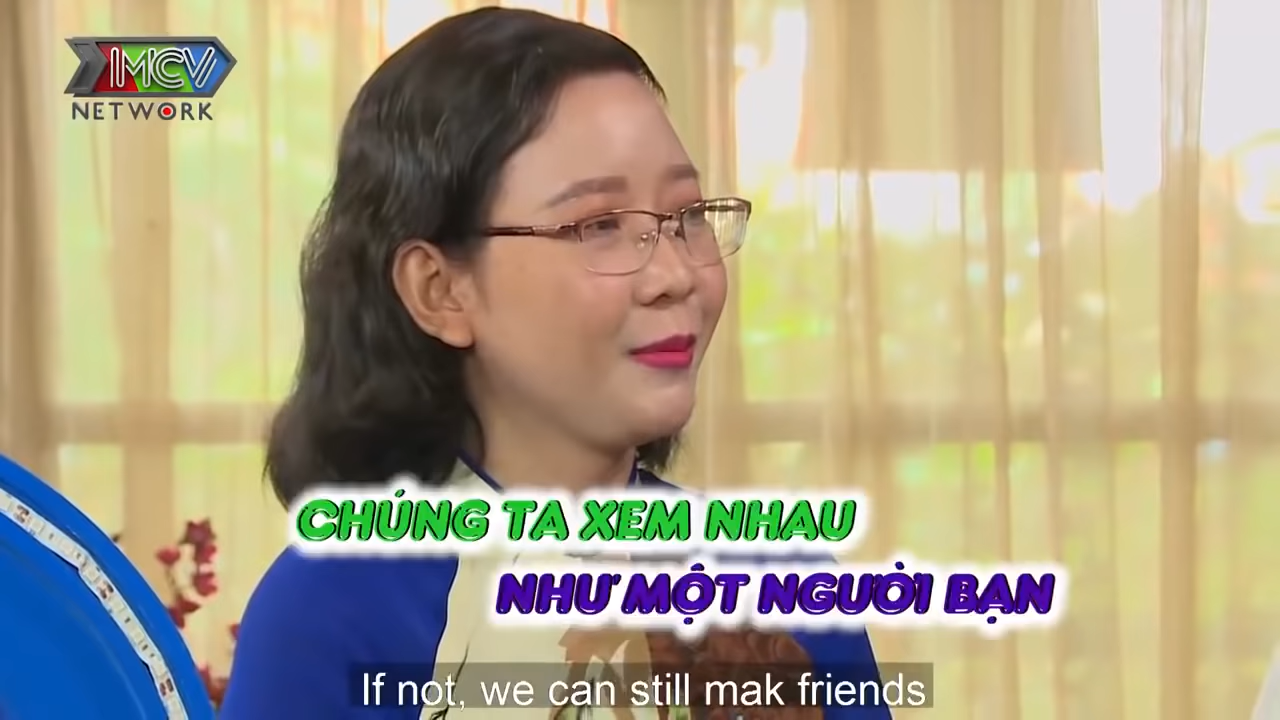 MCV
NETWORK
CHÚNG TA XEM NHAU
NHƯ MỘT NGƯỜI BẠN
If not, we can still mak friends